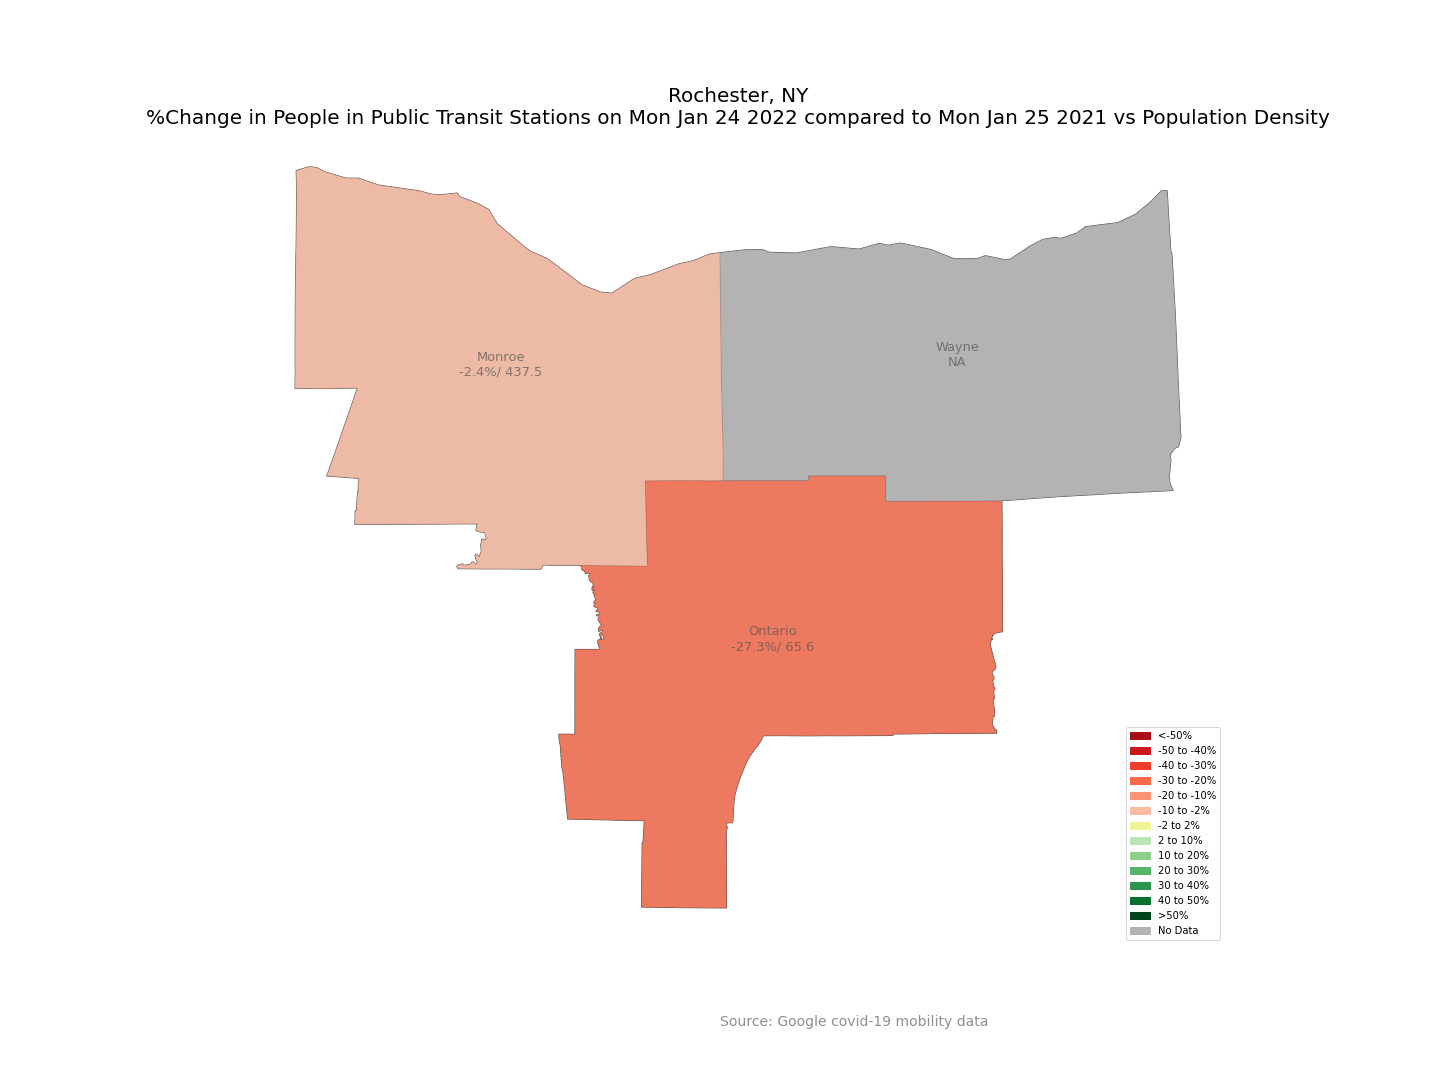 Rochester, NY
%Change in People in Public Transit Stations on Mon Jan 24 2022 compared to Mon Jan 25 2021 vs Population Density
Monroe
-2.4%/ 437.5
Wayne
NA
Ontario
-27.3%/ 65.6
<-50%
-50 to -40%
-40 to -30%
-30 to -20%
-20 to -10%
-10 to -2%
-2 to 2%
2 to 10%
10 to 20%
20 to 30%
30 to 40%
40 to 50%
>50%
No Data
Source: Google covid-19 mobility data